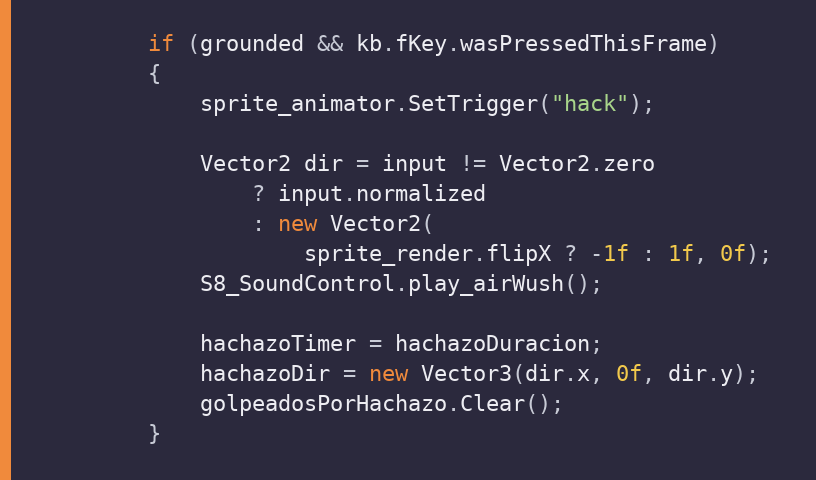 if (grounded && kb.fKey.wasPressedThisFrame)
{
sprite_animator.SetTrigger("hack");
Vector2 dir = input != Vector2.zero
? input.normalized
: new Vector2(
sprite_render.flipX ? -1f : 1f, 0f);
S8_SoundControl.play_airWush();
hachazoTimer = hachazoDuracion;
hachazoDir = new Vector3(dir.x, 0f, dir.y);
golpeadosPorHachazo.Clear();
}